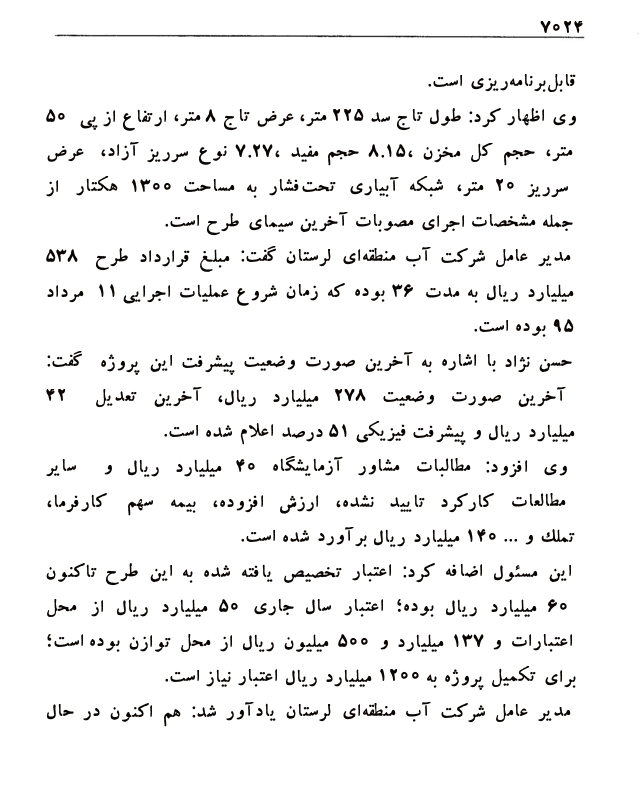 ۷۰۲۴
قابل‌برنامه‌ریزی است.
وی اظهار کرد: طول تاج سد ۲۲۵ متر، عرض تاج ۸ متر، ارتفاع از پی ۵۰
متر، حجم کل مخزن ،۸.۱۵ حجم مفید ،۷.۲۷ نوع سرریز آزاد، عرض
سرریز ۲۰ متر، شبکه آبیاری تحت‌فشار به مساحت ۱۳۰۰ هکتار از
جمله مشخصات اجرای مصوبات آخرین سیمای طرح است.
مدیر عامل شرکت آب منطقه‌ای لرستان گفت: مبلغ قرارداد طرح ۵۳۸
میلیارد ریال به مدت ۳۶ بوده که زمان شروع عملیات اجرایی ۱۱ مرداد
۹۵ بوده است.
حسن نژاد با اشاره به آخرین صورت وضعیت پیشرفت این پروژه گفت:
آخرین صورت وضعیت ۲۷۸ میلیارد ریال، آخرین تعدیل ۴۲
میلیارد ریال و پیشرفت فیزیکی ۵۱ درصد اعلام شده است.
وی افزود: مطالبات مشاور آزمایشگاه ۴۰ میلیارد ریال و سایر
مطالعات کارکرد تایید نشده، ارزش افزوده، بیمه سهم کارفرما،
تملك و ... ۱۴۰ میلیارد ریال برآورد شده است.
این مسئول اضافه کرد: اعتبار تخصیص یافته شده به این طرح تاکنون
۶۰ میلیارد ریال بوده؛ اعتبار سال جاری ۵۰ میلیارد ریال از محل
اعتبارات و ۱۳۷ میلیارد و ۵۰۰ میلیون ریال از محل توازن بوده است؛
برای تکمیل پروژه به ۱۲۰۰ میلیارد ریال اعتبار نیاز است.
مدیر عامل شرکت آب منطقه‌ای لرستان یادآور شد: هم اکنون در حال